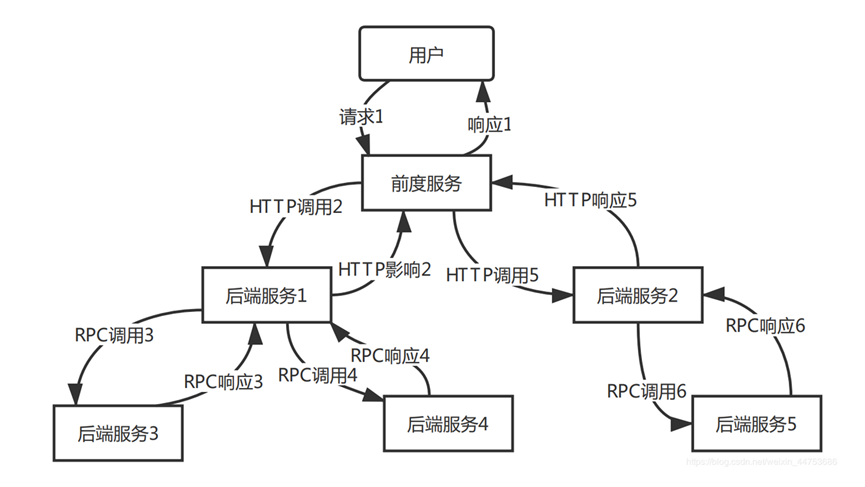 用户
请求1
响应1
前度服务
HTTP调用2
HTTP响应5
HTTP影响2
HTTP调用5
后端服务1
后端服务2
RPC调用3
RPC响应4
RPC响应6
RPC响应3
RPC调用4
RPC调用6
后端服务3
后端服务4
后端服务5